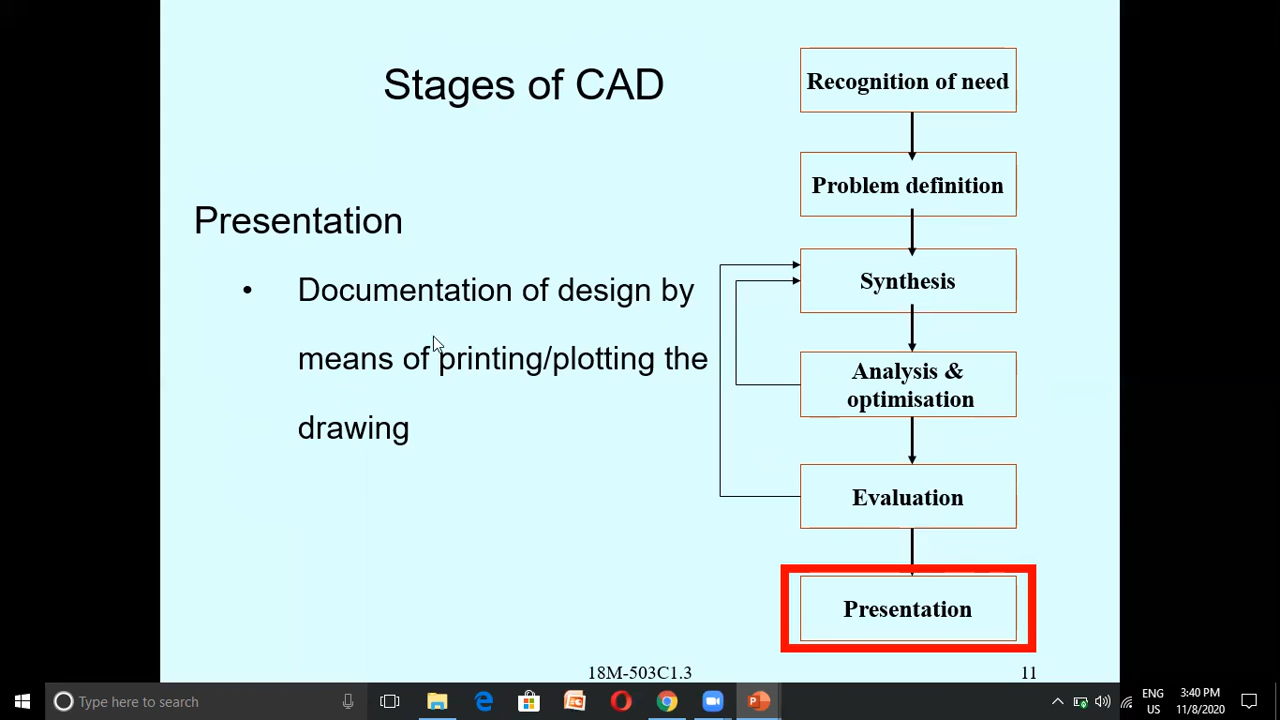 Stages of CAD
Presentation
• Documentation of design by
means of printing/plotting the
drawing
Recognition of need
Problem definition
Synthesis
Analysis &
optimisation
Evaluation
Presentation
18M-503C1.3
11
Type here to search
ENG
US
3:40 PM
11/8/2020